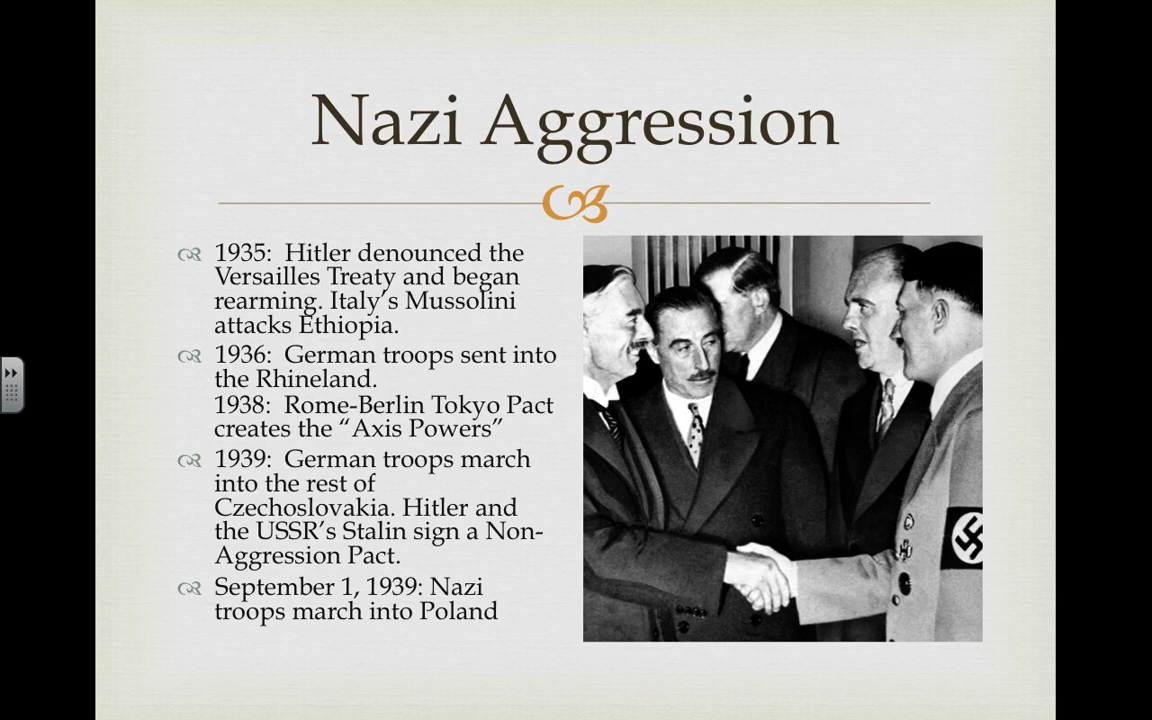 Nazi Aggression
1935:  Hitler denounced the
Versailles Treaty and began
rearming. Italy’s Mussolini
attacks Ethiopia.
1936:  German troops sent into
the Rhineland.
1938:  Rome-Berlin Tokyo Pact
creates the “Axis Powers”
1939:  German troops march
into the rest of
Czechoslovakia. Hitler and
the USSR’s Stalin sign a Non-
Aggression Pact.
September 1, 1939: Nazi
troops march into Poland